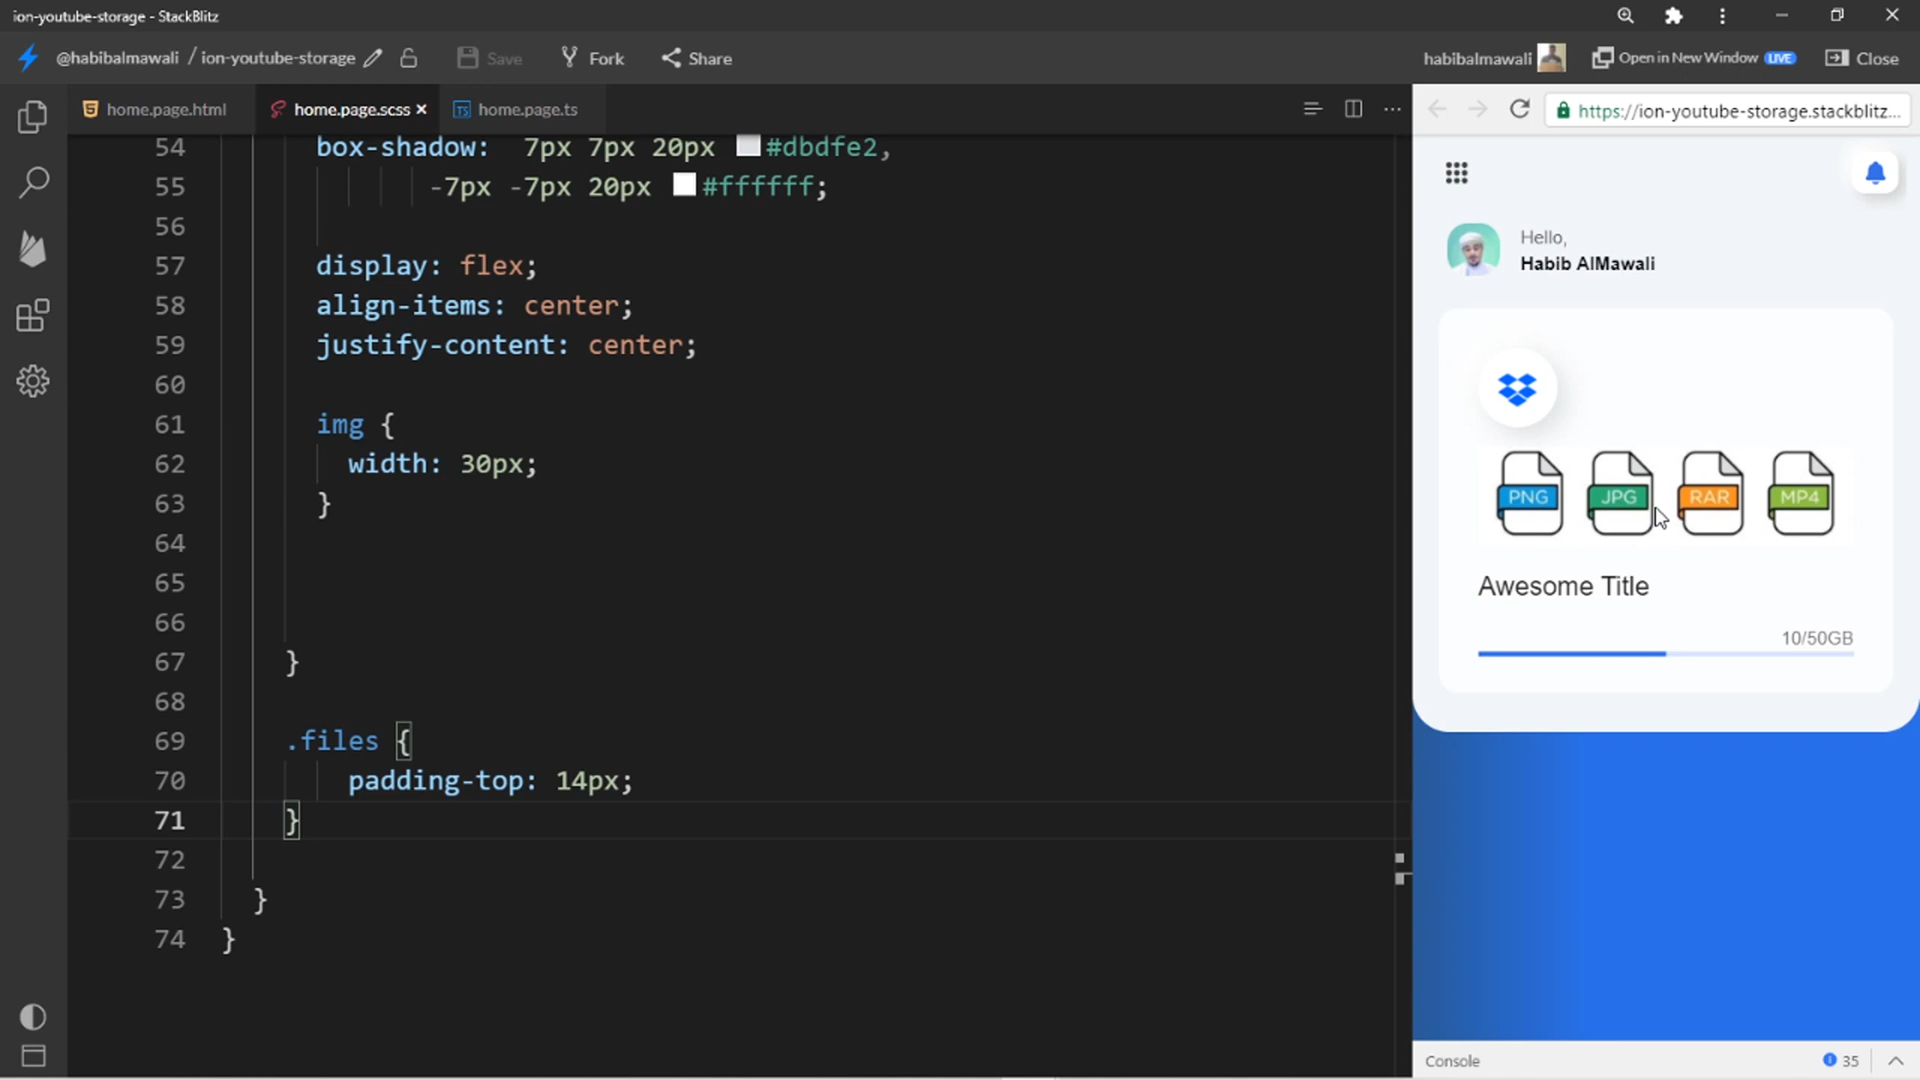 ion-youtube-storage - StackBlitz
@habibalmawali / ion-youtube-storage
Save
Fork
Share
habibalmawali
Open in New Window LIVE
Close
home.page.html
home.page.scss
home.page.ts
https://ion-youtube-storage.stackblitz...
54 box-shadow: 7px 7px 20px #dbdfe2,
55 -7px -7px 20px #ffffff;
56
57 display: flex;
58 align-items: center;
59 justify-content: center;
60
61 img {
62 width: 30px;
63 }
64
65
66
67 }
68
69 .files {
70 padding-top: 14px;
71 }
72
73 }
74 }
Hello,
Habib AlMawali
PNG JPG RAR MP4
Awesome Title
10/50GB
Console
35